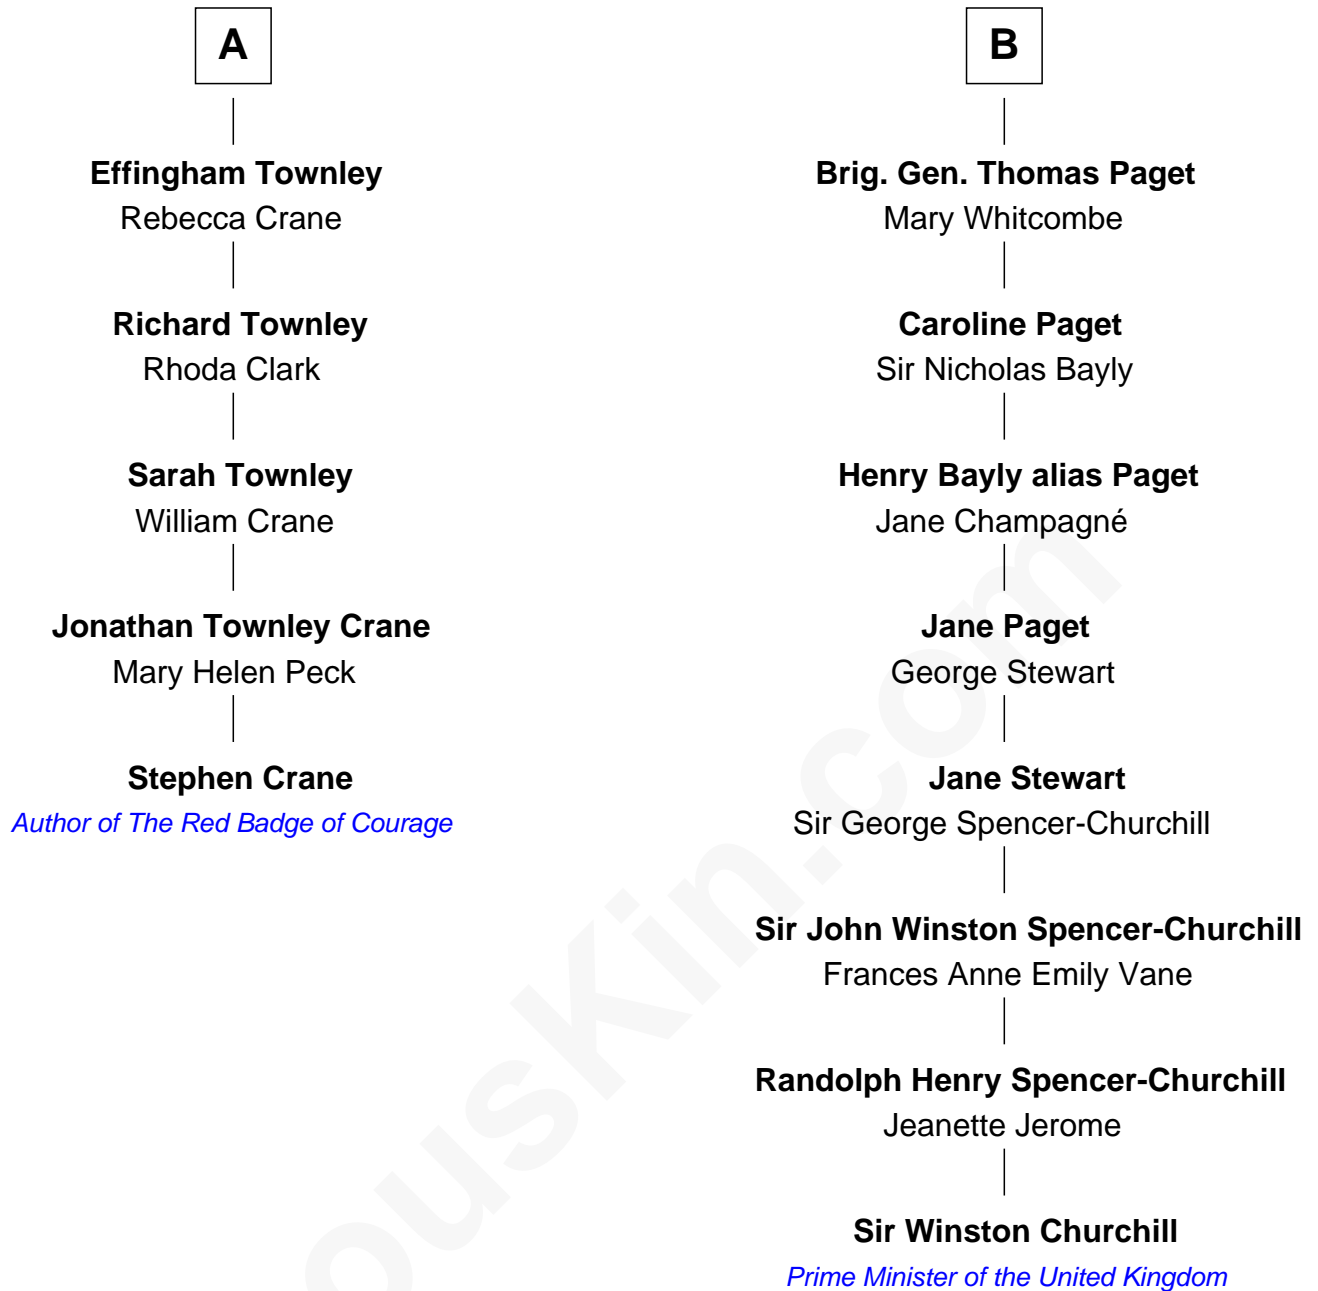 A
Effingham Townley
Rebecca Crane
Richard Townley
Rhoda Clark
Sarah Townley
William Crane
Jonathan Townley Crane
Mary Helen Peck
Stephen Crane
Author of The Red Badge of Courage
B
Brig. Gen. Thomas Paget
Mary Whitcombe
Caroline Paget
Sir Nicholas Bayly
Henry Bayly alias Paget
Jane Champagné
Jane Paget
George Stewart
Jane Stewart
Sir George Spencer-Churchill
Sir John Winston Spencer-Churchill
Frances Anne Emily Vane
Randolph Henry Spencer-Churchill
Jeanette Jerome
Sir Winston Churchill
Prime Minister of the United Kingdom
ousKin.com